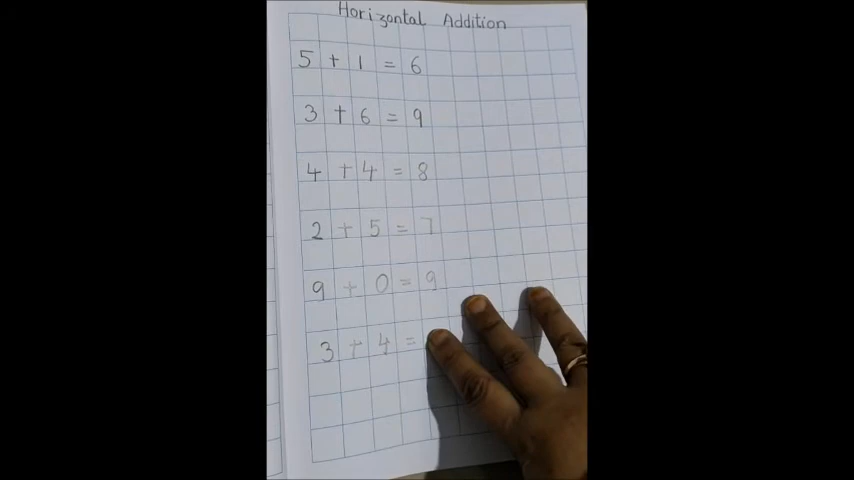 Horizontal Addition
5 + 1 = 6
3 + 6 = 9
4 + 4 = 8
2 + 5 = 7
9 + 0 = 9
3 + 4 =